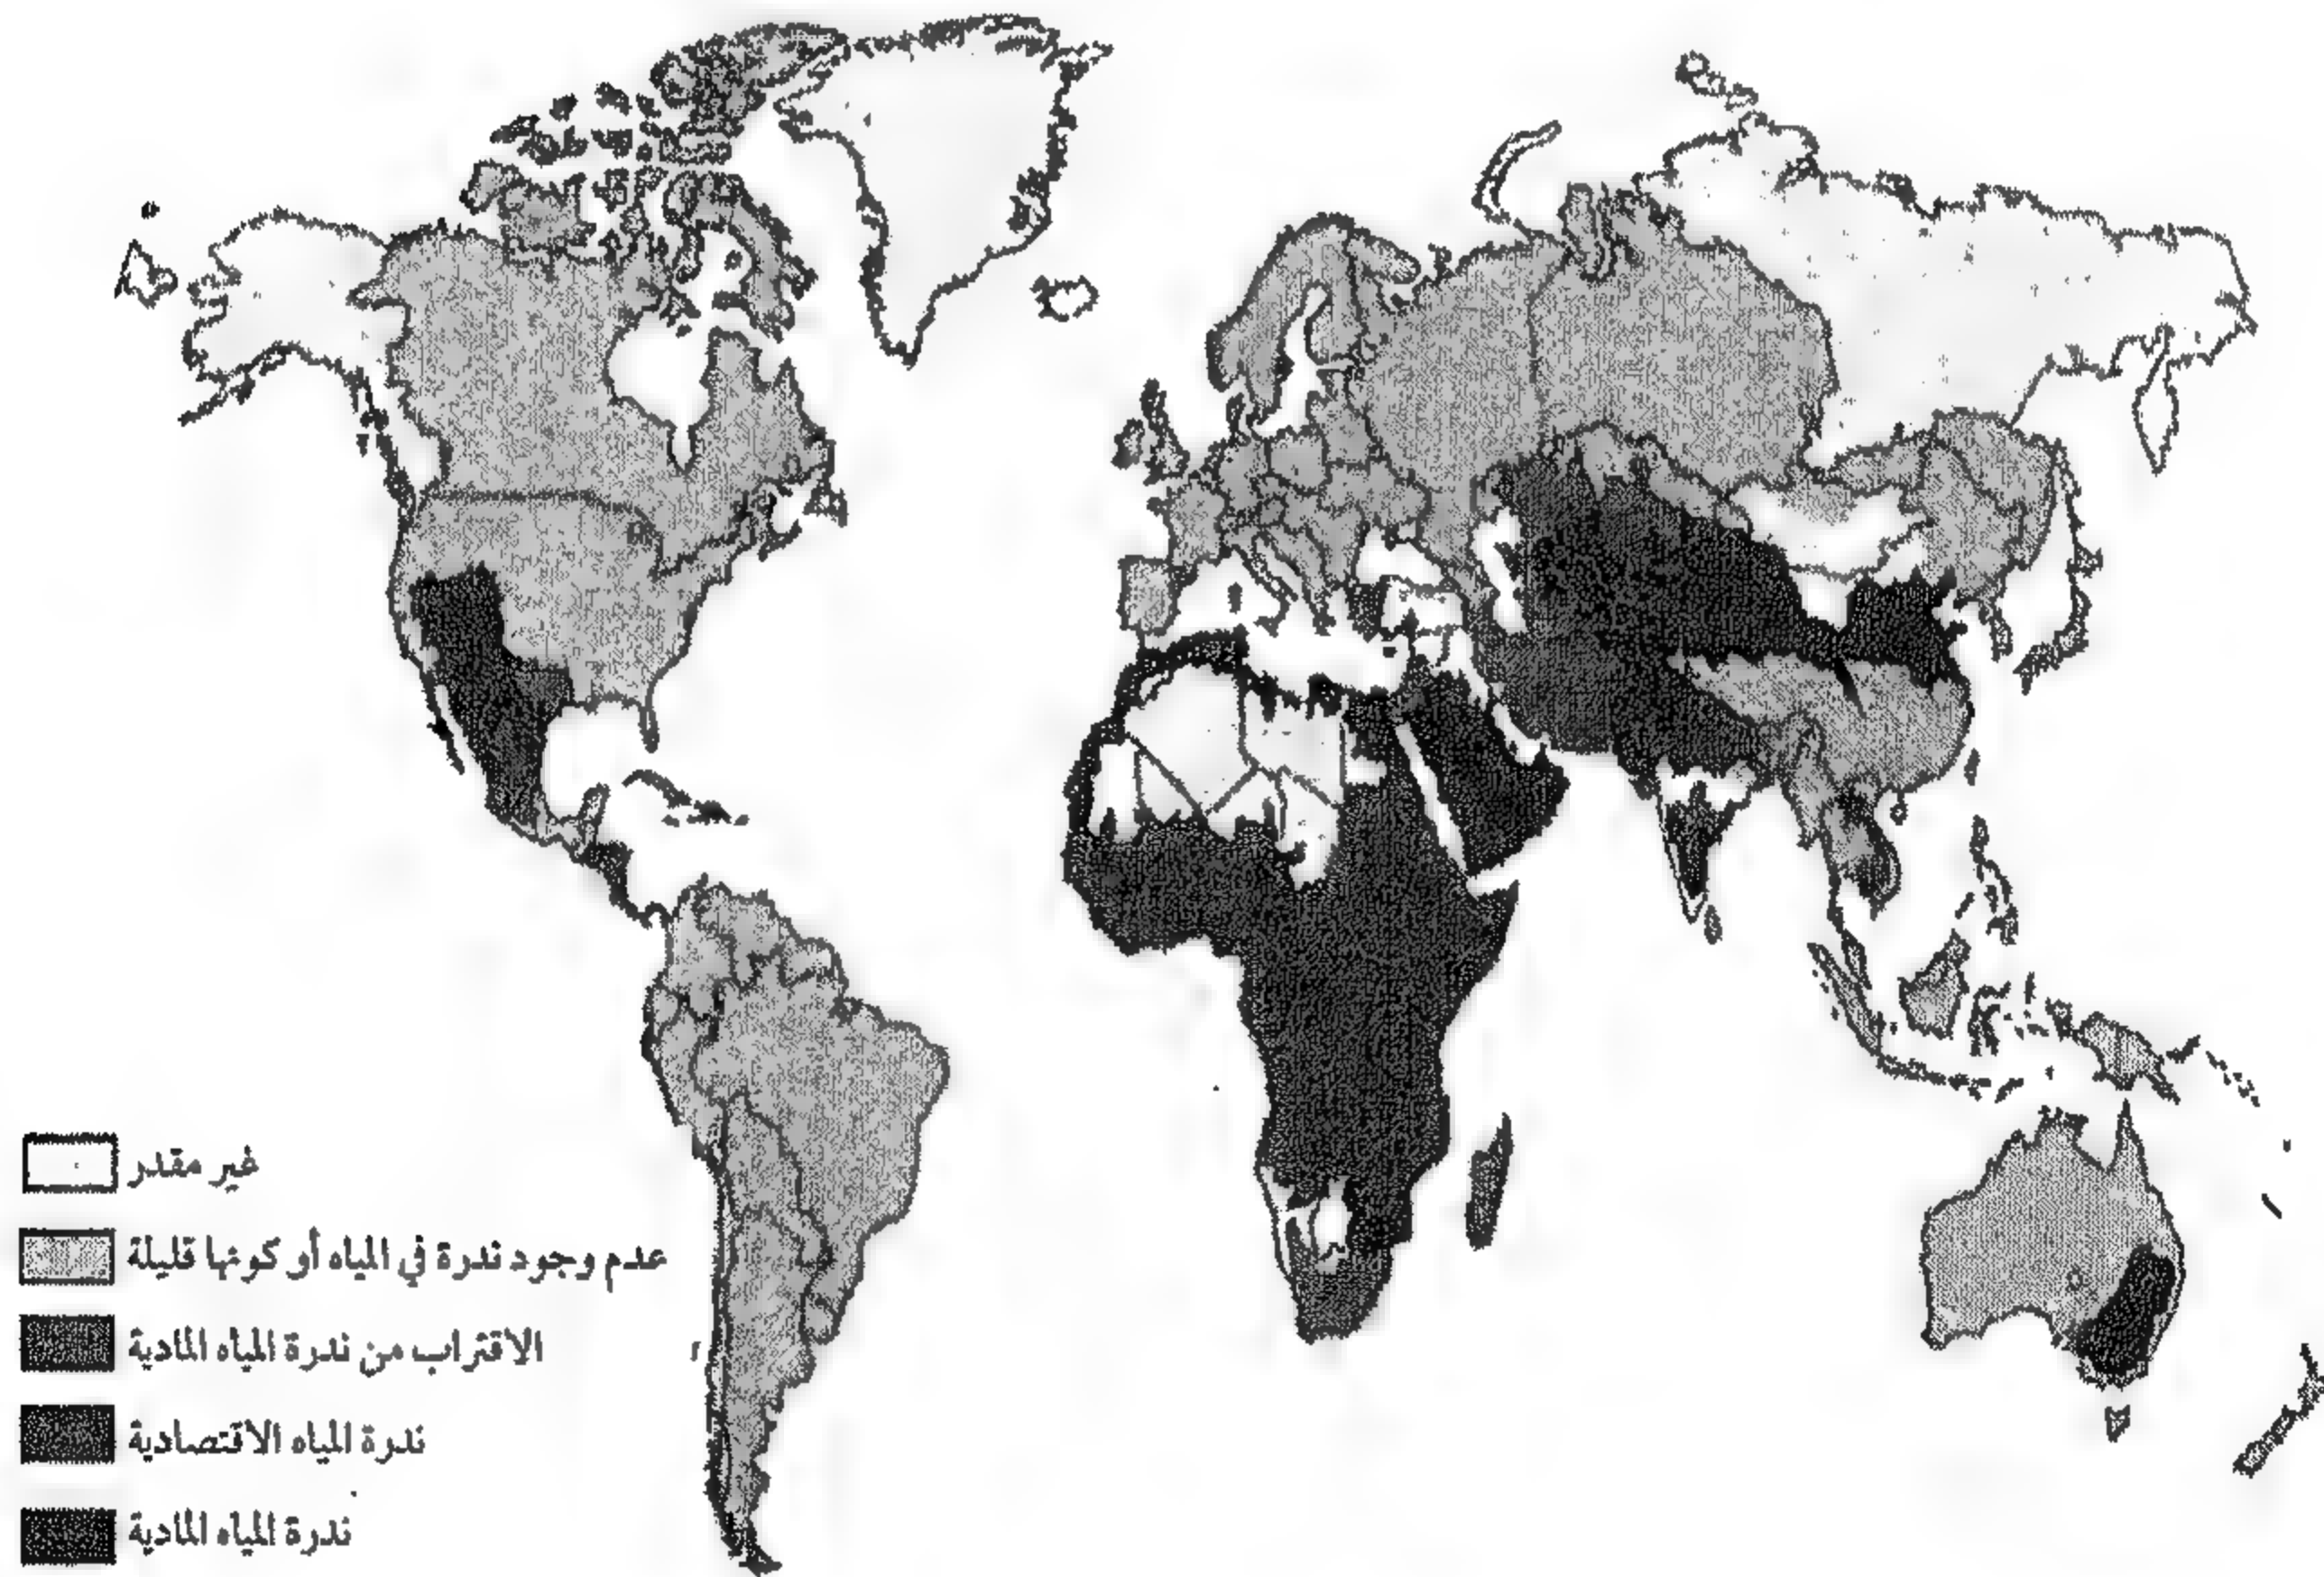 غير مقدر
عدم وجود ندرة في المياه أو كونها قليلة
الاقتراب من ندرة المياه المادية
ندرة المياه الاقتصادية
ندرة المياه المادية